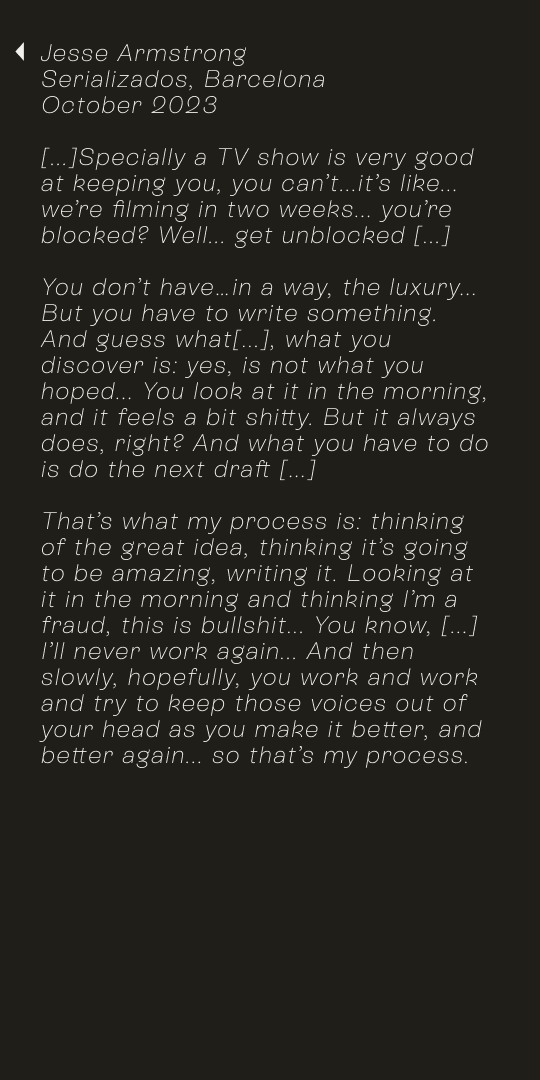 Jesse Armstrong
Serializados, Barcelona
October 2023
[...]Specially a TV show is very good
at keeping you, you can’t...it’s like...
we’re filming in two weeks... you’re
blocked? Well... get unblocked [...]
You don’t have...in a way, the luxury...
But you have to write something.
And guess what[...], what you
discover is: yes, is not what you
hoped... You look at it in the morning,
and it feels a bit shitty. But it always
does, right? And what you have to do
is do the next draft [...]
That’s what my process is: thinking
of the great idea, thinking it’s going
to be amazing, writing it. Looking at
it in the morning and thinking I’m a
fraud, this is bullshit... You know, [...]
I’ll never work again... And then
slowly, hopefully, you work and work
and try to keep those voices out of
your head as you make it better, and
better again... so that’s my process.